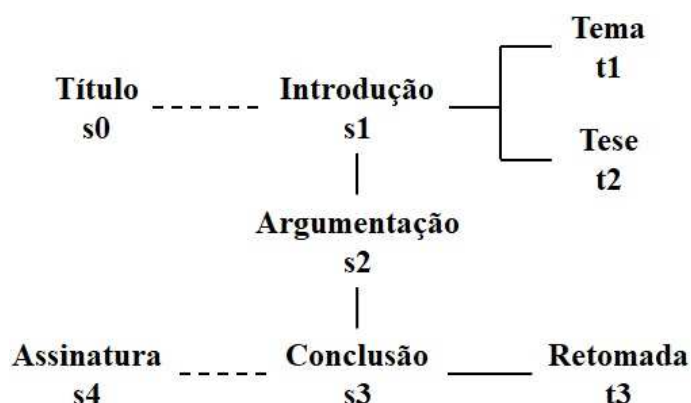 Tema
t1
Título
s0
Introdução
s1
Tese
t2
Argumentação
s2
Assinatura
s4
Conclusão
s3
Retomada
t3